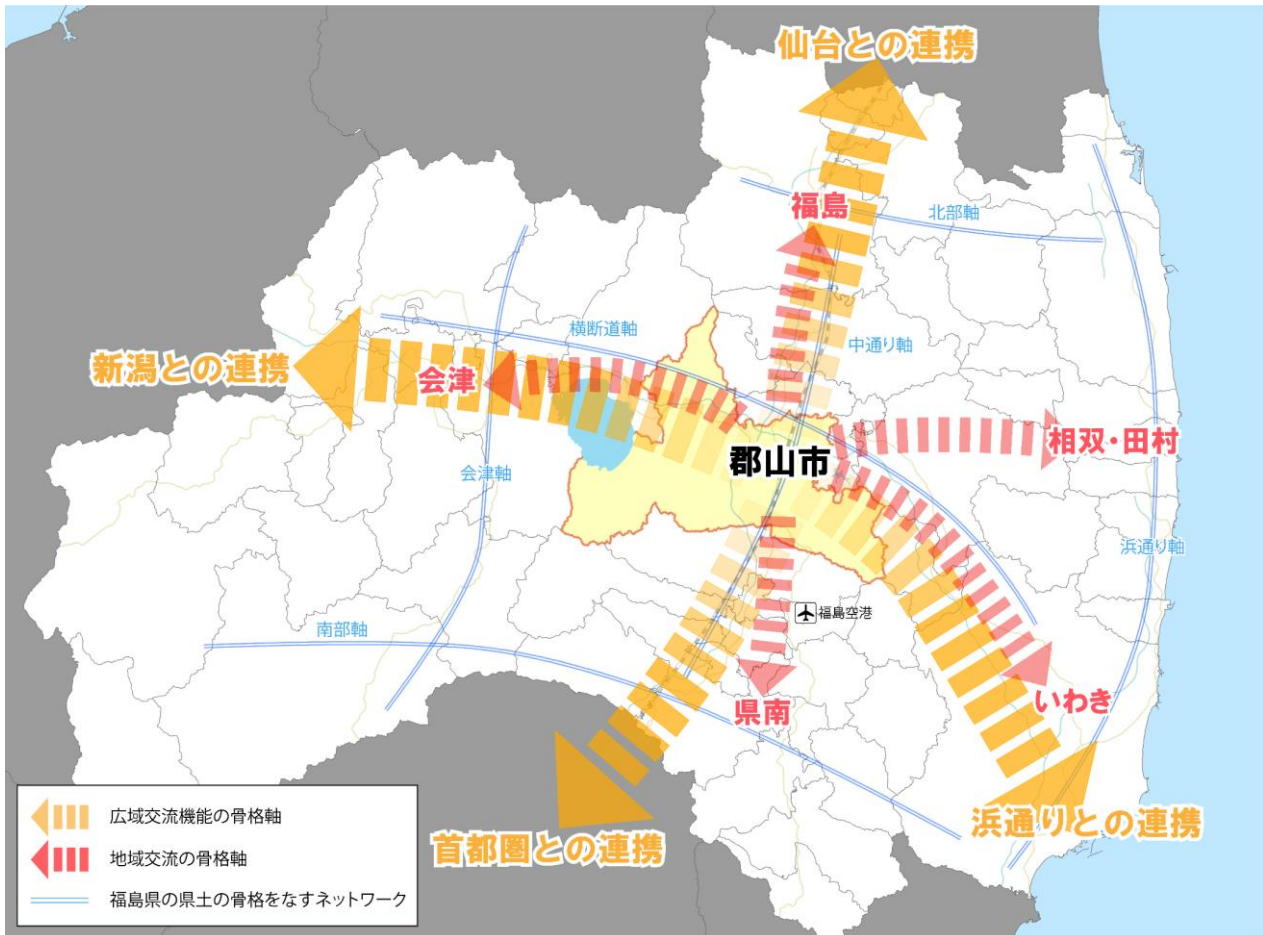 仙台との連携
福島
北部軸
横断道軸
中通り軸
新潟との連携
会津
相双・田村
郡山市
会津軸
浜通り軸
福島空港
南部軸
県南
いわき
浜通りとの連携
首都圏との連携
広域交流機能の骨格軸
地域交流の骨格軸
福島県の県土の骨格をなすネットワーク